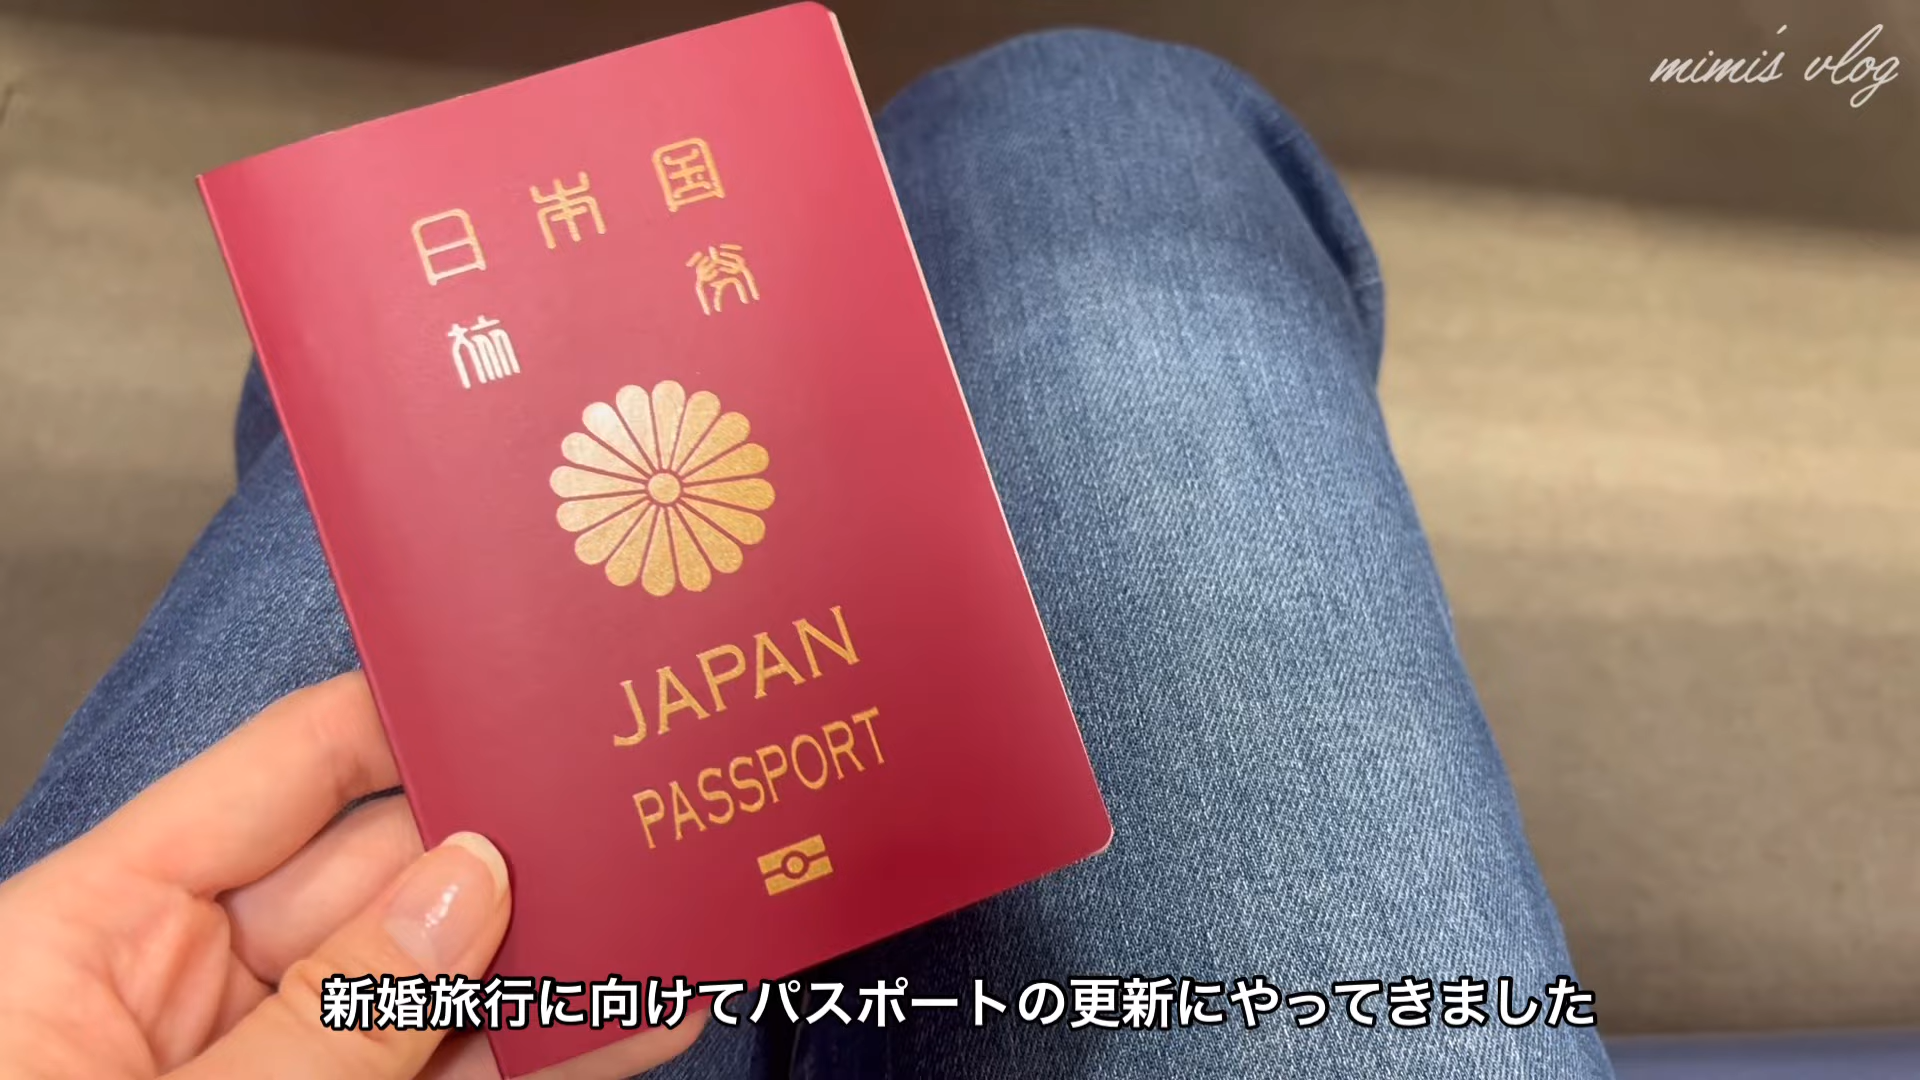 mimi's vlog
日本国
旅券
JAPAN
PASSPORT
新婚旅行に向けてパスポートの更新にやってきました